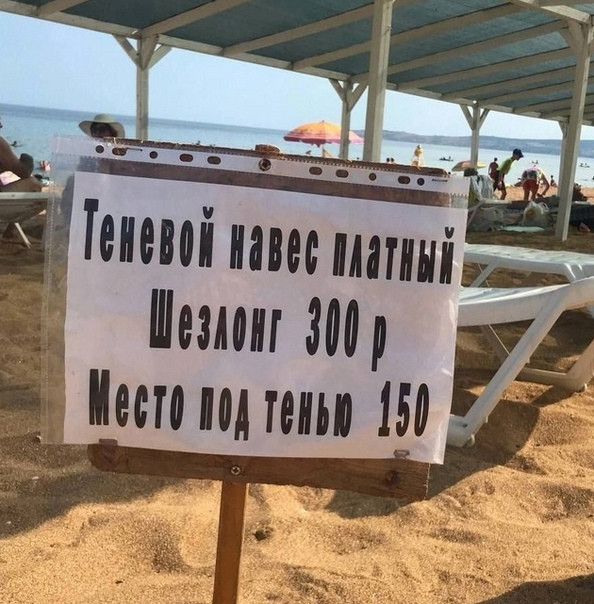 Теневой навес платный
Шезлонг 300 р
Место под тенью 150